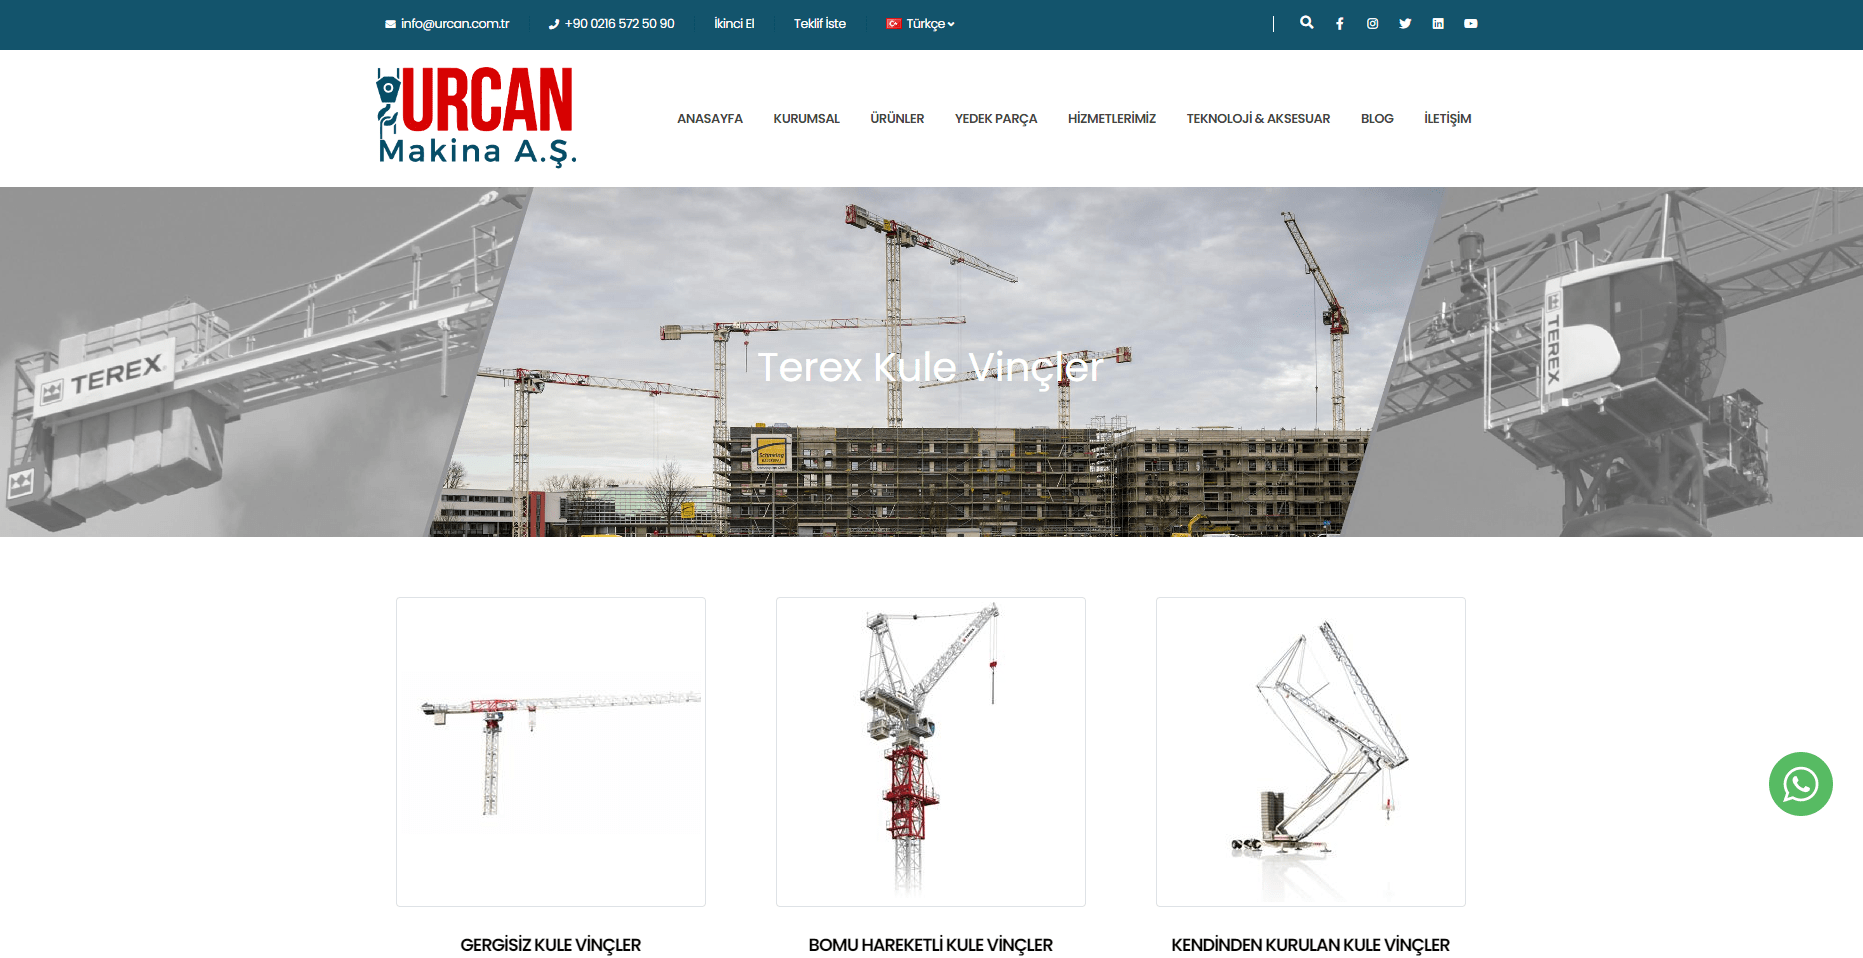 info@urcan.com.tr
+90 0216 572 50 90
İkinci El
Teklif İste
Türkçe
URCAN
Makina A.Ş.
ANASAYFA
KURUMSAL
ÜRÜNLER
YEDEK PARÇA
HİZMETLERİMİZ
TEKNOLOJİ & AKSESUAR
BLOG
İLETİŞİM
TEREX
Terex Kule Vinçler
TEREX
GERGİSİZ KULE VİNÇLER
BOMU HAREKETLİ KULE VİNÇLER
KENDİNDEN KURULAN KULE VİNÇLER